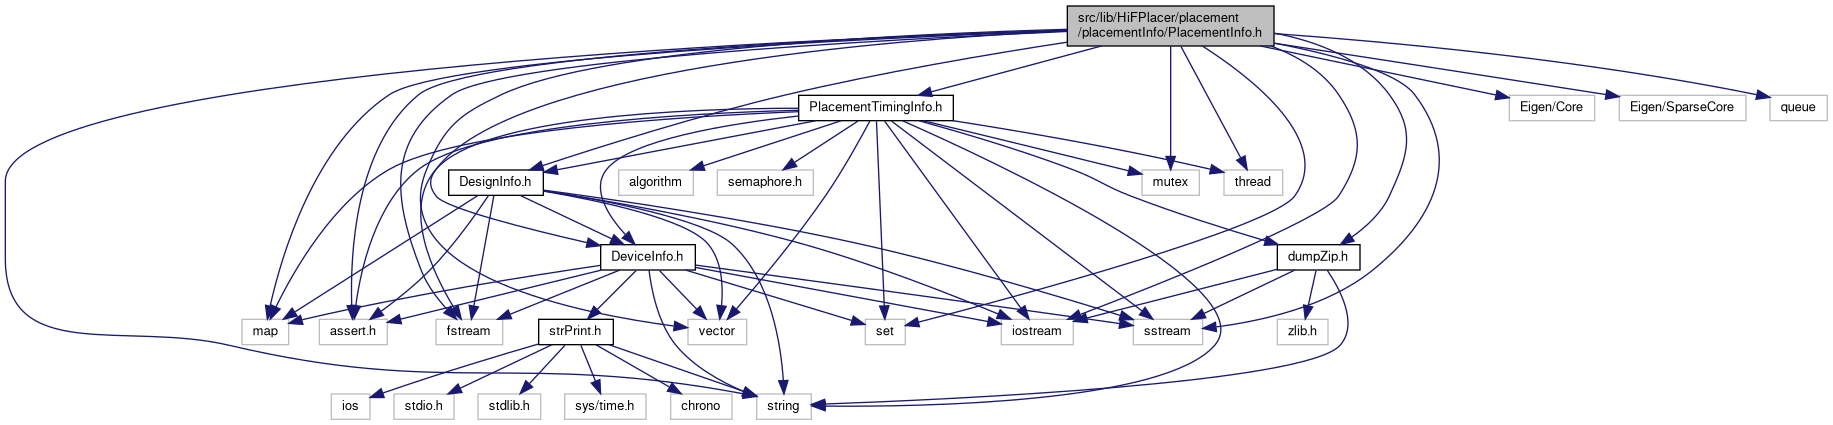 src/lib/HiFPlacer/placement
/placementInfo/PlacementInfo.h
PlacementTimingInfo.h
Eigen/Core
Eigen/SparseCore
queue
DesignInfo.h
algorithm
semaphore.h
mutex
thread
DeviceInfo.h
dumpZip.h
map
assert.h
fstream
strPrint.h
vector
set
iostream
sstream
zlib.h
ios
stdio.h
stdlib.h
sys/time.h
chrono
string